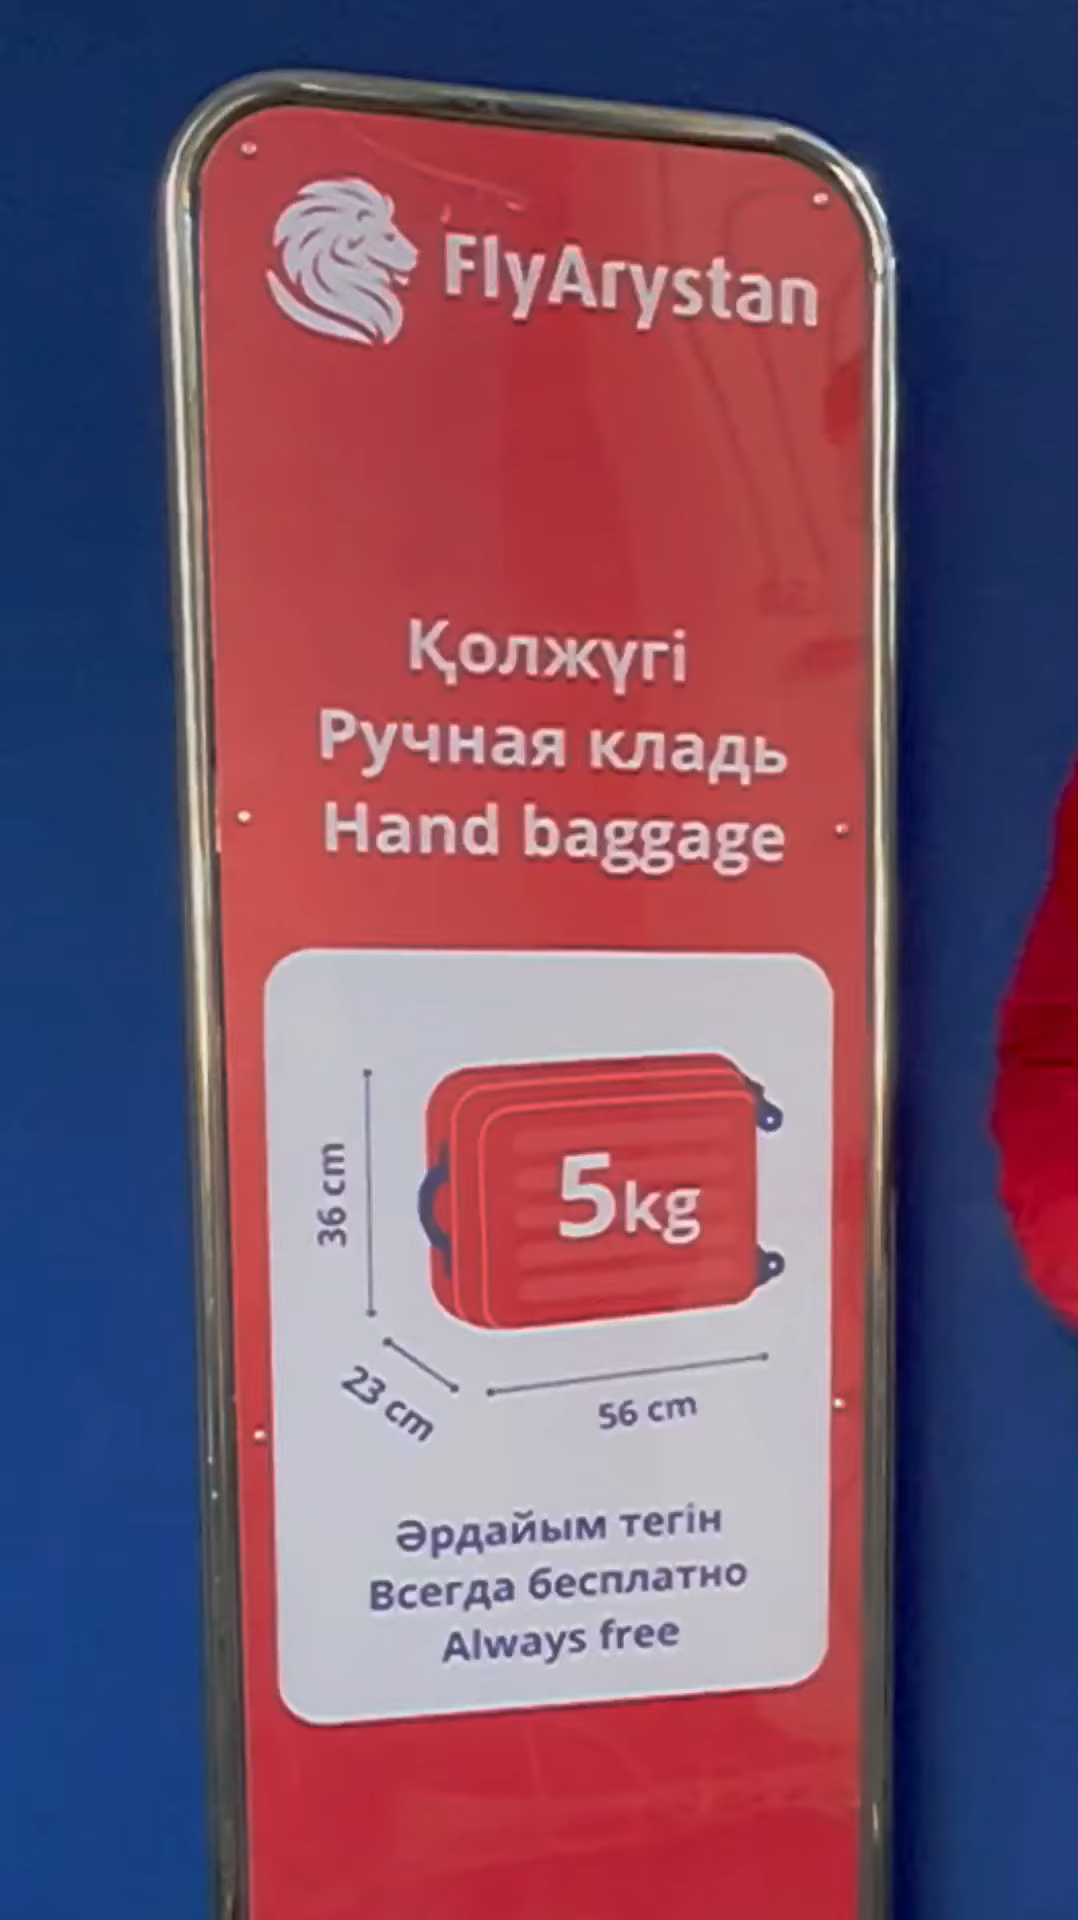 FlyArystan
Қолжүгі
Ручная кладь
Hand baggage
36 cm
5kg
23 cm
56 cm
Әрдайым тегін
Всегда бесплатно
Always free